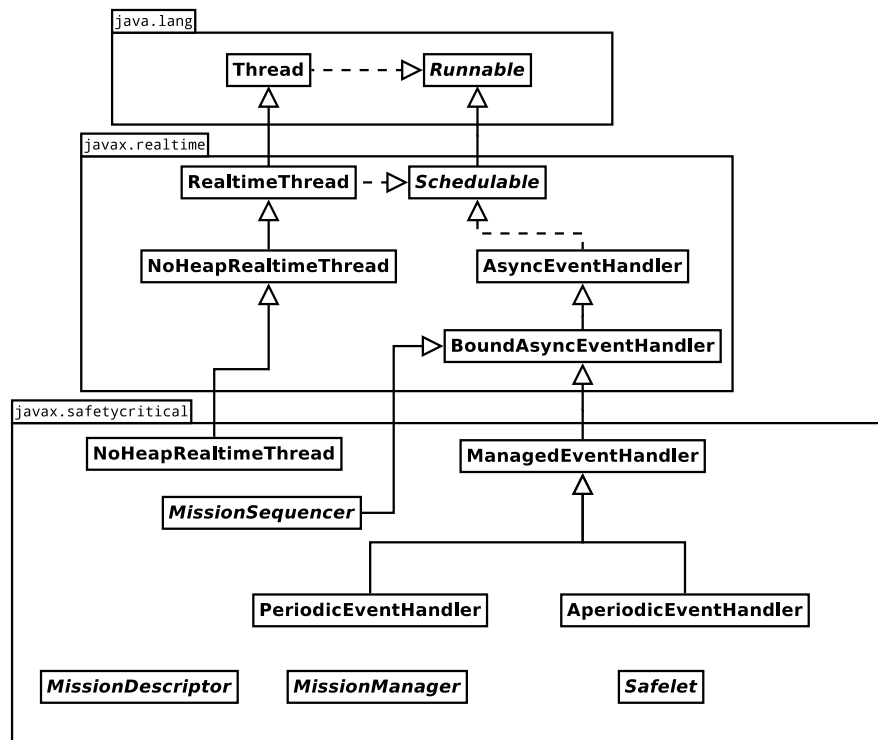 java.lang
Thread
Runnable
javax.realtime
RealtimeThread
Schedulable
NoHeapRealtimeThread
AsyncEventHandler
BoundAsyncEventHandler
javax.safetycritical
NoHeapRealtimeThread
ManagedEventHandler
MissionSequencer
PeriodicEventHandler
AperiodicEventHandler
MissionDescriptor
MissionManager
Safelet